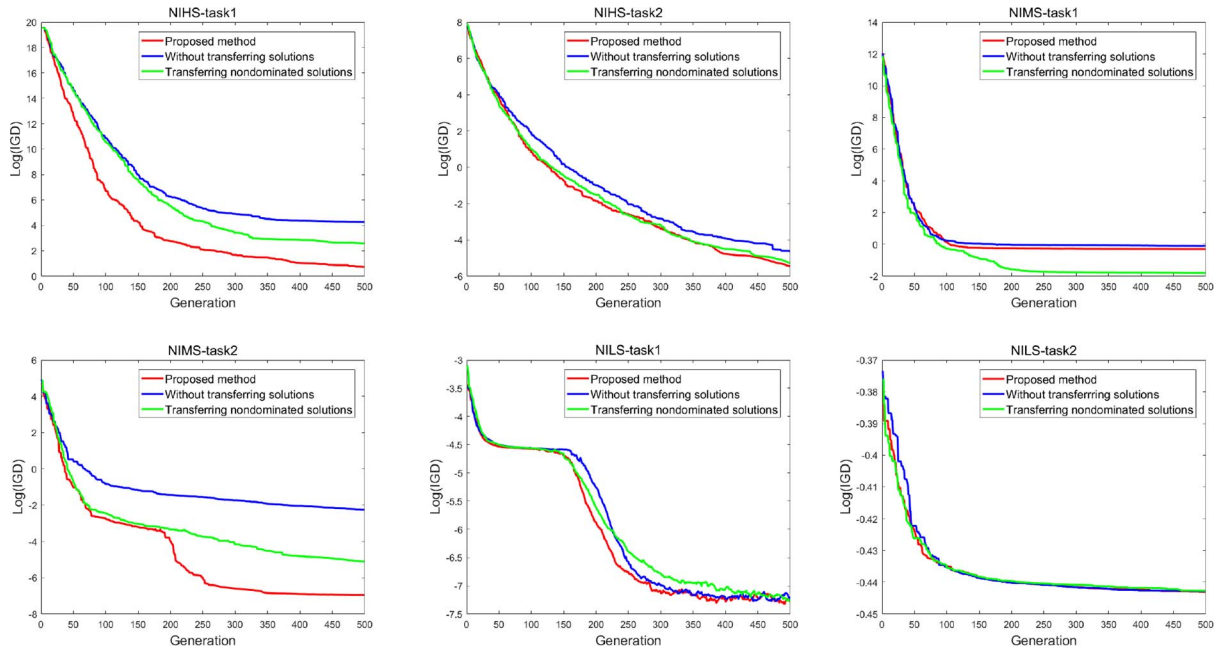 NIHS-task1
20
18
16
14
12
10
8
6
4
2
0
Log(IGD)
Proposed method
Without transferring solutions
Transferring nondominated solutions
0 50 100 150 200 250 300 350 400 450 500
Generation
NIHS-task2
8
6
4
2
0
-2
-4
-6
Log(IGD)
Proposed method
Without transferring solutions
Transferring nondominated solutions
0 50 100 150 200 250 300 350 400 450 500
Generation
NIMS-task1
14
12
10
8
6
4
2
0
-2
Log(IGD)
Proposed method
Without transferring solutions
Transferring nondominated solutions
0 50 100 150 200 250 300 350 400 450 500
Generation
NIMS-task2
6
4
2
0
-2
-4
-6
-8
Log(IGD)
Proposed method
Without transferring solutions
Transferring nondominated solutions
0 50 100 150 200 250 300 350 400 450 500
Generation
NILS-task1
-3
-3.5
-4
-4.5
-5
-5.5
-6
-6.5
-7
-7.5
Log(IGD)
Proposed method
Without transferring solutions
Transferring nondominated solutions
0 50 100 150 200 250 300 350 400 450 500
Generation
NILS-task2
-0.37
-0.38
-0.39
-0.4
-0.41
-0.42
-0.43
-0.44
-0.45
Log(IGD)
Proposed method
Without transferring solutions
Transferring nondominated solutions
0 50 100 150 200 250 300 350 400 450 500
Generation